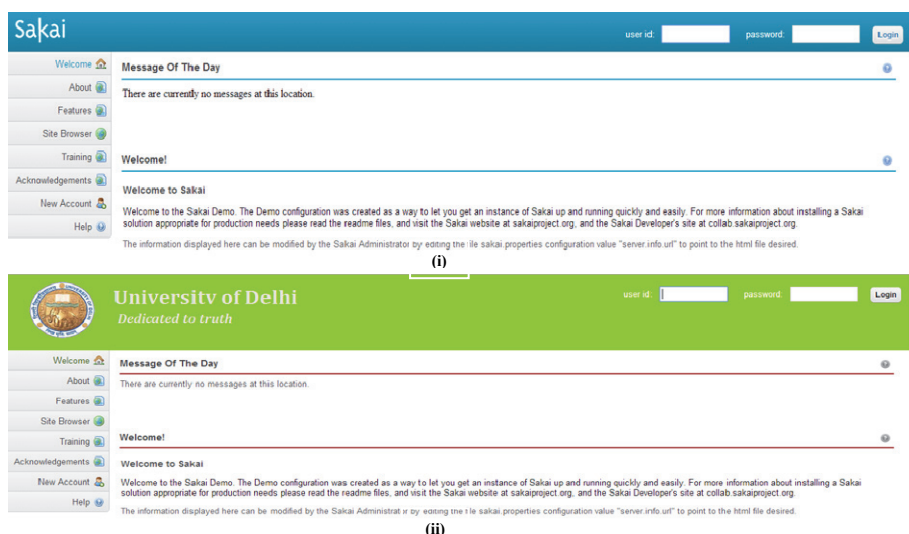 Sakai
user id: password: Login
Welcome
Message Of The Day
About
There are currently no messages at this location.
Features
Site Browser
Training
Welcome!
Acknowledgements
Welcome to Sakai
New Account
Welcome to the Sakai Demo. The Demo configuration was created as a way to let you get an instance of Sakai up and running quickly and easily. For more information about installing a Sakai
solution appropriate for production needs please read the readme files, and visit the Sakai website at sakaiproject.org, and the Sakai Developer's site at collab.sakaiproject.org.
Help
The information displayed here can be modified by the Sakai Administrator by editing the ile sakai.properties configuration value "server.info.url" to point to the html file desired.
(i)
University of Delhi
Dedicated to truth
user id: password: Login
Welcome
Message Of The Day
About
There are currently no messages at this location.
Features
Site Browser
Training
Welcome!
Acknowledgements
Welcome to Sakai
New Account
Welcome to the Sakai Demo. The Demo configuration was created as a way to let you get an instance of Sakai up and running quickly and easily. For more information about installing a Sakai
solution appropriate for production needs please read the readme files, and visit the Sakai website at sakaiproject.org, and the Sakai Developer's site at collab.sakaiproject.org.
Help
The information displayed here can be modified by the Sakai Administrat r by editing the i le sakai.properties configuration value "server.info.url" to point to the html file desired.
(ii)